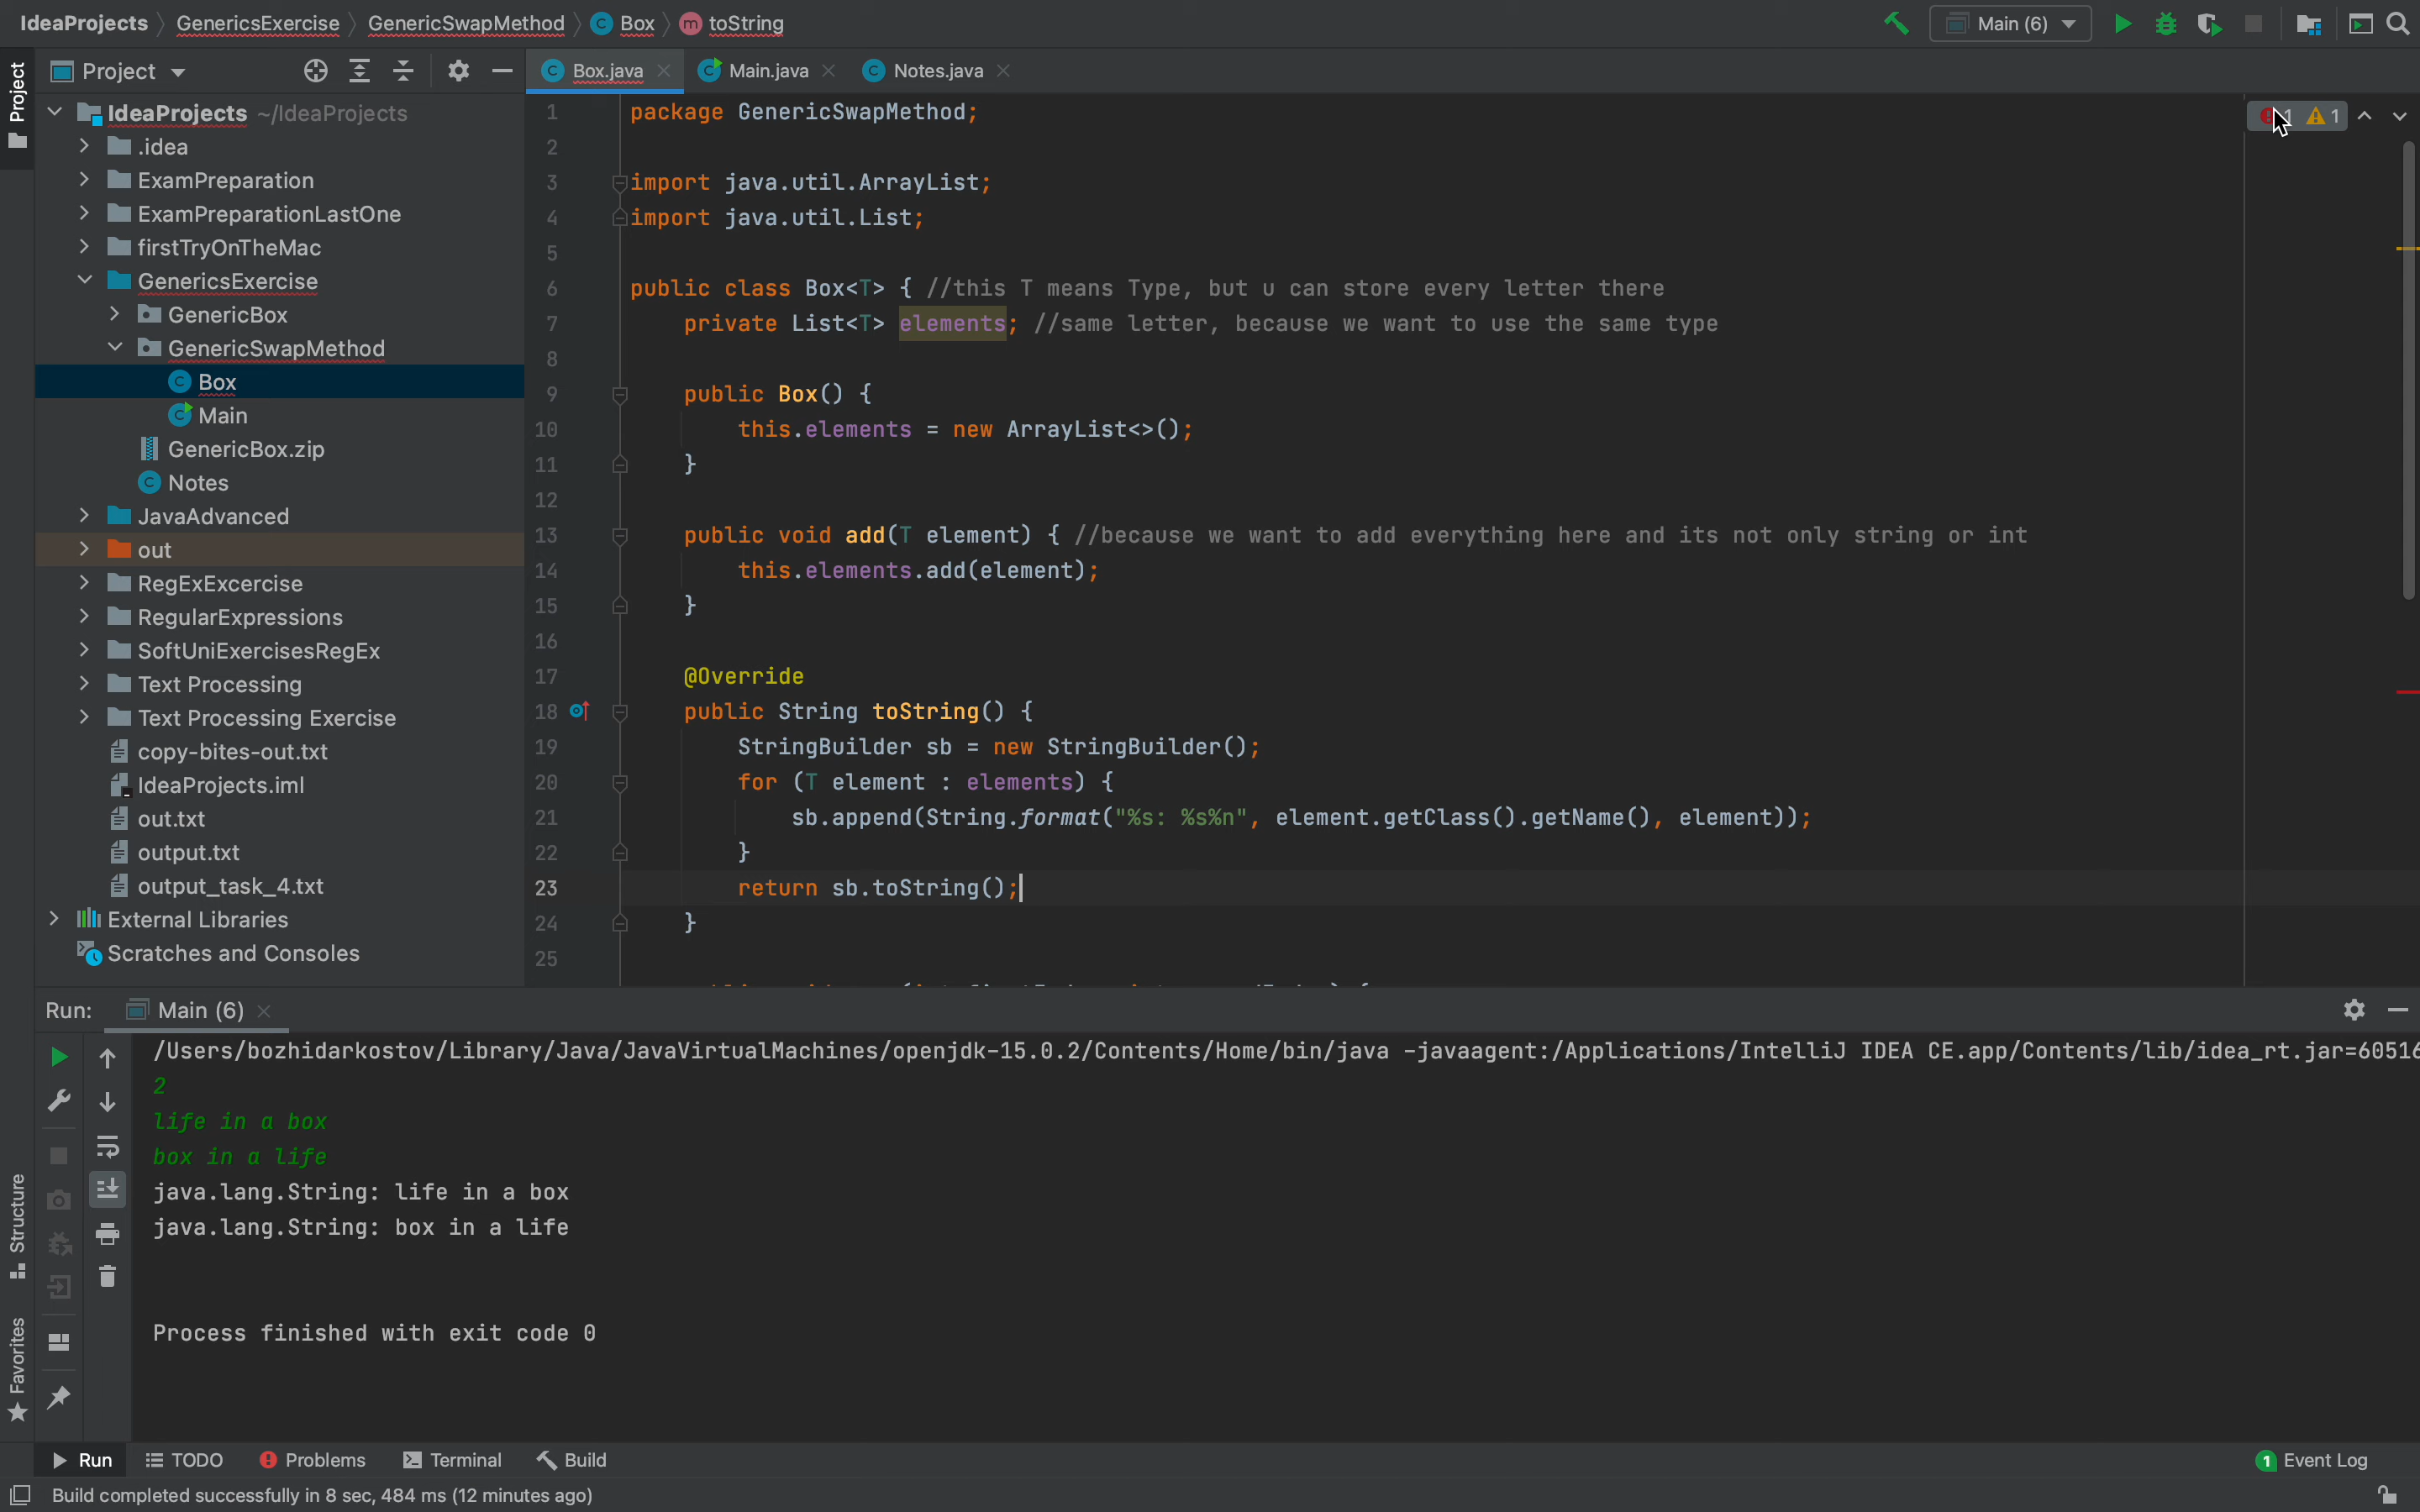 IdeaProjects GenericsExercise GenericSwapMethod Box toString
Main (6)
Project
Project
Box.java Main.java Notes.java
IdeaProjects ~/IdeaProjects
.idea
ExamPreparation
ExamPreparationLastOne
firstTryOnTheMac
GenericsExercise
GenericBox
GenericSwapMethod
Box
Main
GenericBox.zip
Notes
JavaAdvanced
out
RegExExcercise
RegularExpressions
SoftUniExercisesRegEx
Text Processing
Text Processing Exercise
copy-bites-out.txt
IdeaProjects.iml
out.txt
output.txt
output_task_4.txt
External Libraries
Scratches and Consoles
1 1
1 package GenericSwapMethod;
2
3 import java.util.ArrayList;
4 import java.util.List;
5
6 public class Box<T> { //this T means Type, but u can store every letter there
7 private List<T> elements; //same letter, because we want to use the same type
8
9 public Box() {
10 this.elements = new ArrayList<>();
11 }
12
13 public void add(T element) { //because we want to add everything here and its not only string or int
14 this.elements.add(element);
15 }
16
17 @Override
18 public String toString() {
19 StringBuilder sb = new StringBuilder();
20 for (T element : elements) {
21 sb.append(String.format("%s: %s%n", element.getClass().getName(), element));
22 }
23 return sb.toString();
24 }
25
Run: Main (6)
/Users/bozhidarkostov/Library/Java/JavaVirtualMachines/openjdk-15.0.2/Contents/Home/bin/java -javaagent:/Applications/IntelliJ IDEA CE.app/Contents/lib/idea_rt.jar=60516
2
life in a box
box in a life
java.lang.String: life in a box
java.lang.String: box in a life
Process finished with exit code 0
Structure
Favorites
Run TODO Problems Terminal Build 1 Event Log
Build completed successfully in 8 sec, 484 ms (12 minutes ago)